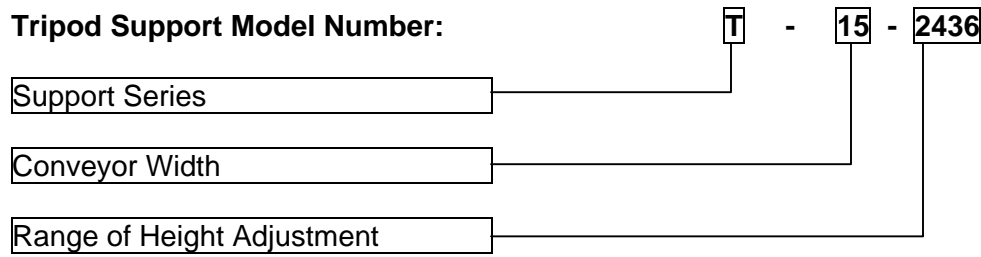 Tripod Support Model Number: T - 15 - 2436
Support Series
Conveyor Width
Range of Height Adjustment